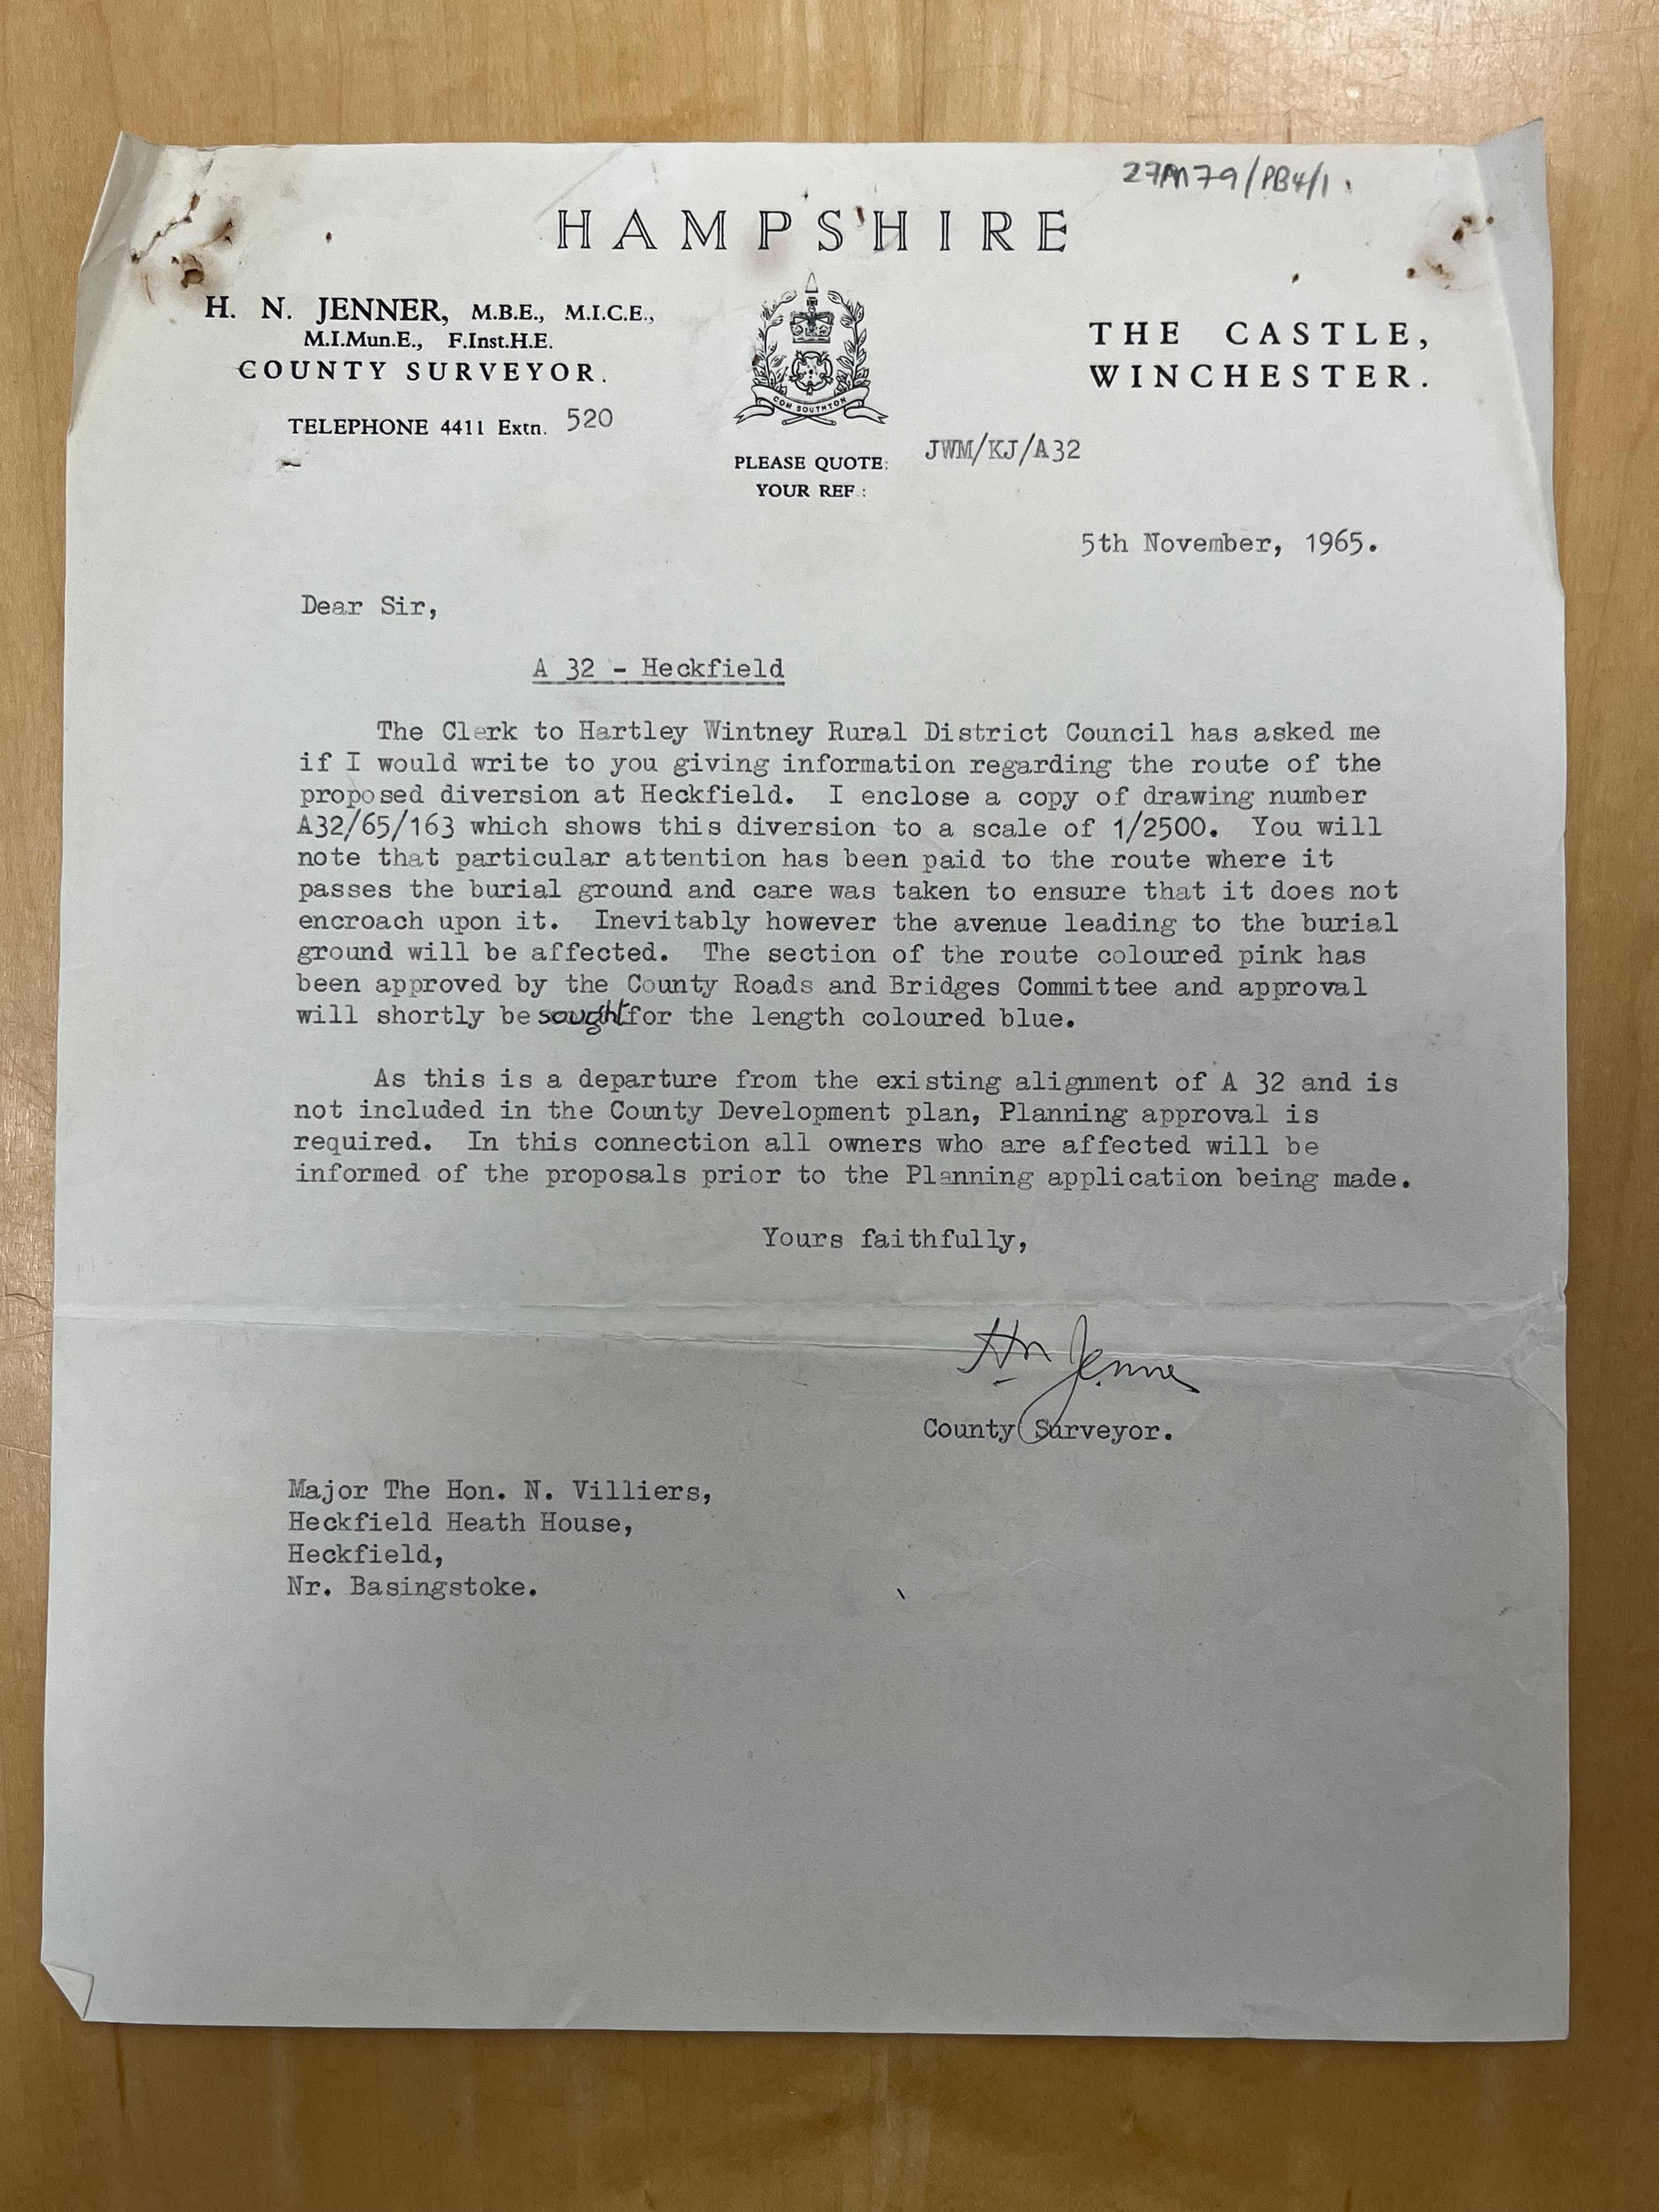 27M79/PB4/1.
HAMPSHIRE
H. N. JENNER, M.B.E., M.I.C.E.,
M.I.Mun.E., F.Inst.H.E.
COUNTY SURVEYOR.
TELEPHONE 4411 Extn. 520
COM SOUTHTON
THE CASTLE,
WINCHESTER.
PLEASE QUOTE: JWM/KJ/A32
YOUR REF.:
5th November, 1965.
Dear Sir,
A 32 - Heckfield
The Clerk to Hartley Wintney Rural District Council has asked me
if I would write to you giving information regarding the route of the
proposed diversion at Heckfield. I enclose a copy of drawing number
A32/65/163 which shows this diversion to a scale of 1/2500. You will
note that particular attention has been paid to the route where it
passes the burial ground and care was taken to ensure that it does not
encroach upon it. Inevitably however the avenue leading to the burial
ground will be affected. The section of the route coloured pink has
been approved by the County Roads and Bridges Committee and approval
will shortly be sought for the length coloured blue.
As this is a departure from the existing alignment of A 32 and is
not included in the County Development plan, Planning approval is
required. In this connection all owners who are affected will be
informed of the proposals prior to the Planning application being made.
Yours faithfully,
HN Jenner
County Surveyor.
Major The Hon. N. Villiers,
Heckfield Heath House,
Heckfield,
Nr. Basingstoke.